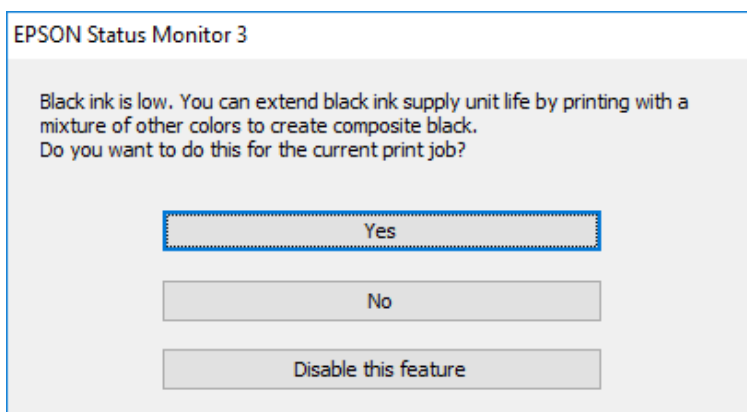 EPSON Status Monitor 3
Black ink is low. You can extend black ink supply unit life by printing with a
mixture of other colors to create composite black.
Do you want to do this for the current print job?
Yes
No
Disable this feature